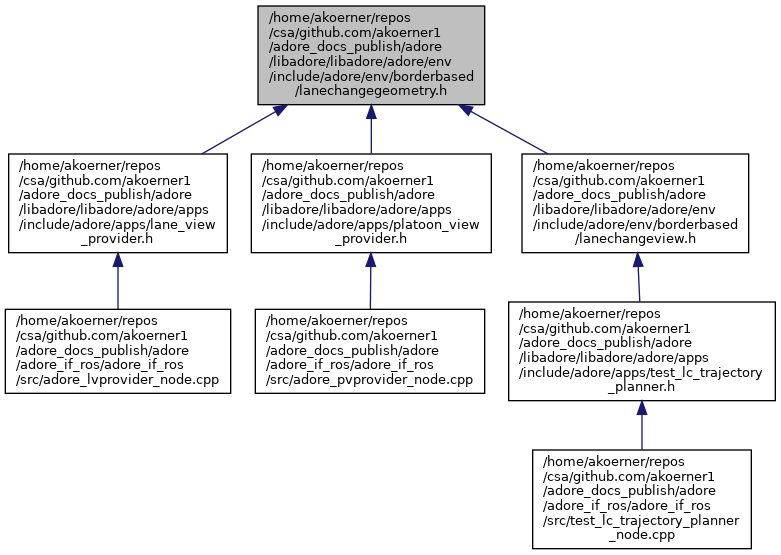 /home/akoerner/repos
/csa/github.com/akoerner1
/adore_docs_publish/adore
/libadore/libadore/adore/env
/include/adore/env/borderbased
/lanechangegeometry.h
/home/akoerner/repos
/csa/github.com/akoerner1
/adore_docs_publish/adore
/libadore/libadore/adore/apps
/include/adore/apps/lane_view
_provider.h
/home/akoerner/repos
/csa/github.com/akoerner1
/adore_docs_publish/adore
/libadore/libadore/adore/apps
/include/adore/apps/platoon_view
_provider.h
/home/akoerner/repos
/csa/github.com/akoerner1
/adore_docs_publish/adore
/libadore/libadore/adore/env
/include/adore/env/borderbased
/lanechangeview.h
/home/akoerner/repos
/csa/github.com/akoerner1
/adore_docs_publish/adore
/adore_if_ros/adore_if_ros
/src/adore_lvprovider_node.cpp
/home/akoerner/repos
/csa/github.com/akoerner1
/adore_docs_publish/adore
/adore_if_ros/adore_if_ros
/src/adore_pvprovider_node.cpp
/home/akoerner/repos
/csa/github.com/akoerner1
/adore_docs_publish/adore
/libadore/libadore/adore/apps
/include/adore/apps/test_lc_trajectory
_planner.h
/home/akoerner/repos
/csa/github.com/akoerner1
/adore_docs_publish/adore
/adore_if_ros/adore_if_ros
/src/test_lc_trajectory_planner
_node.cpp